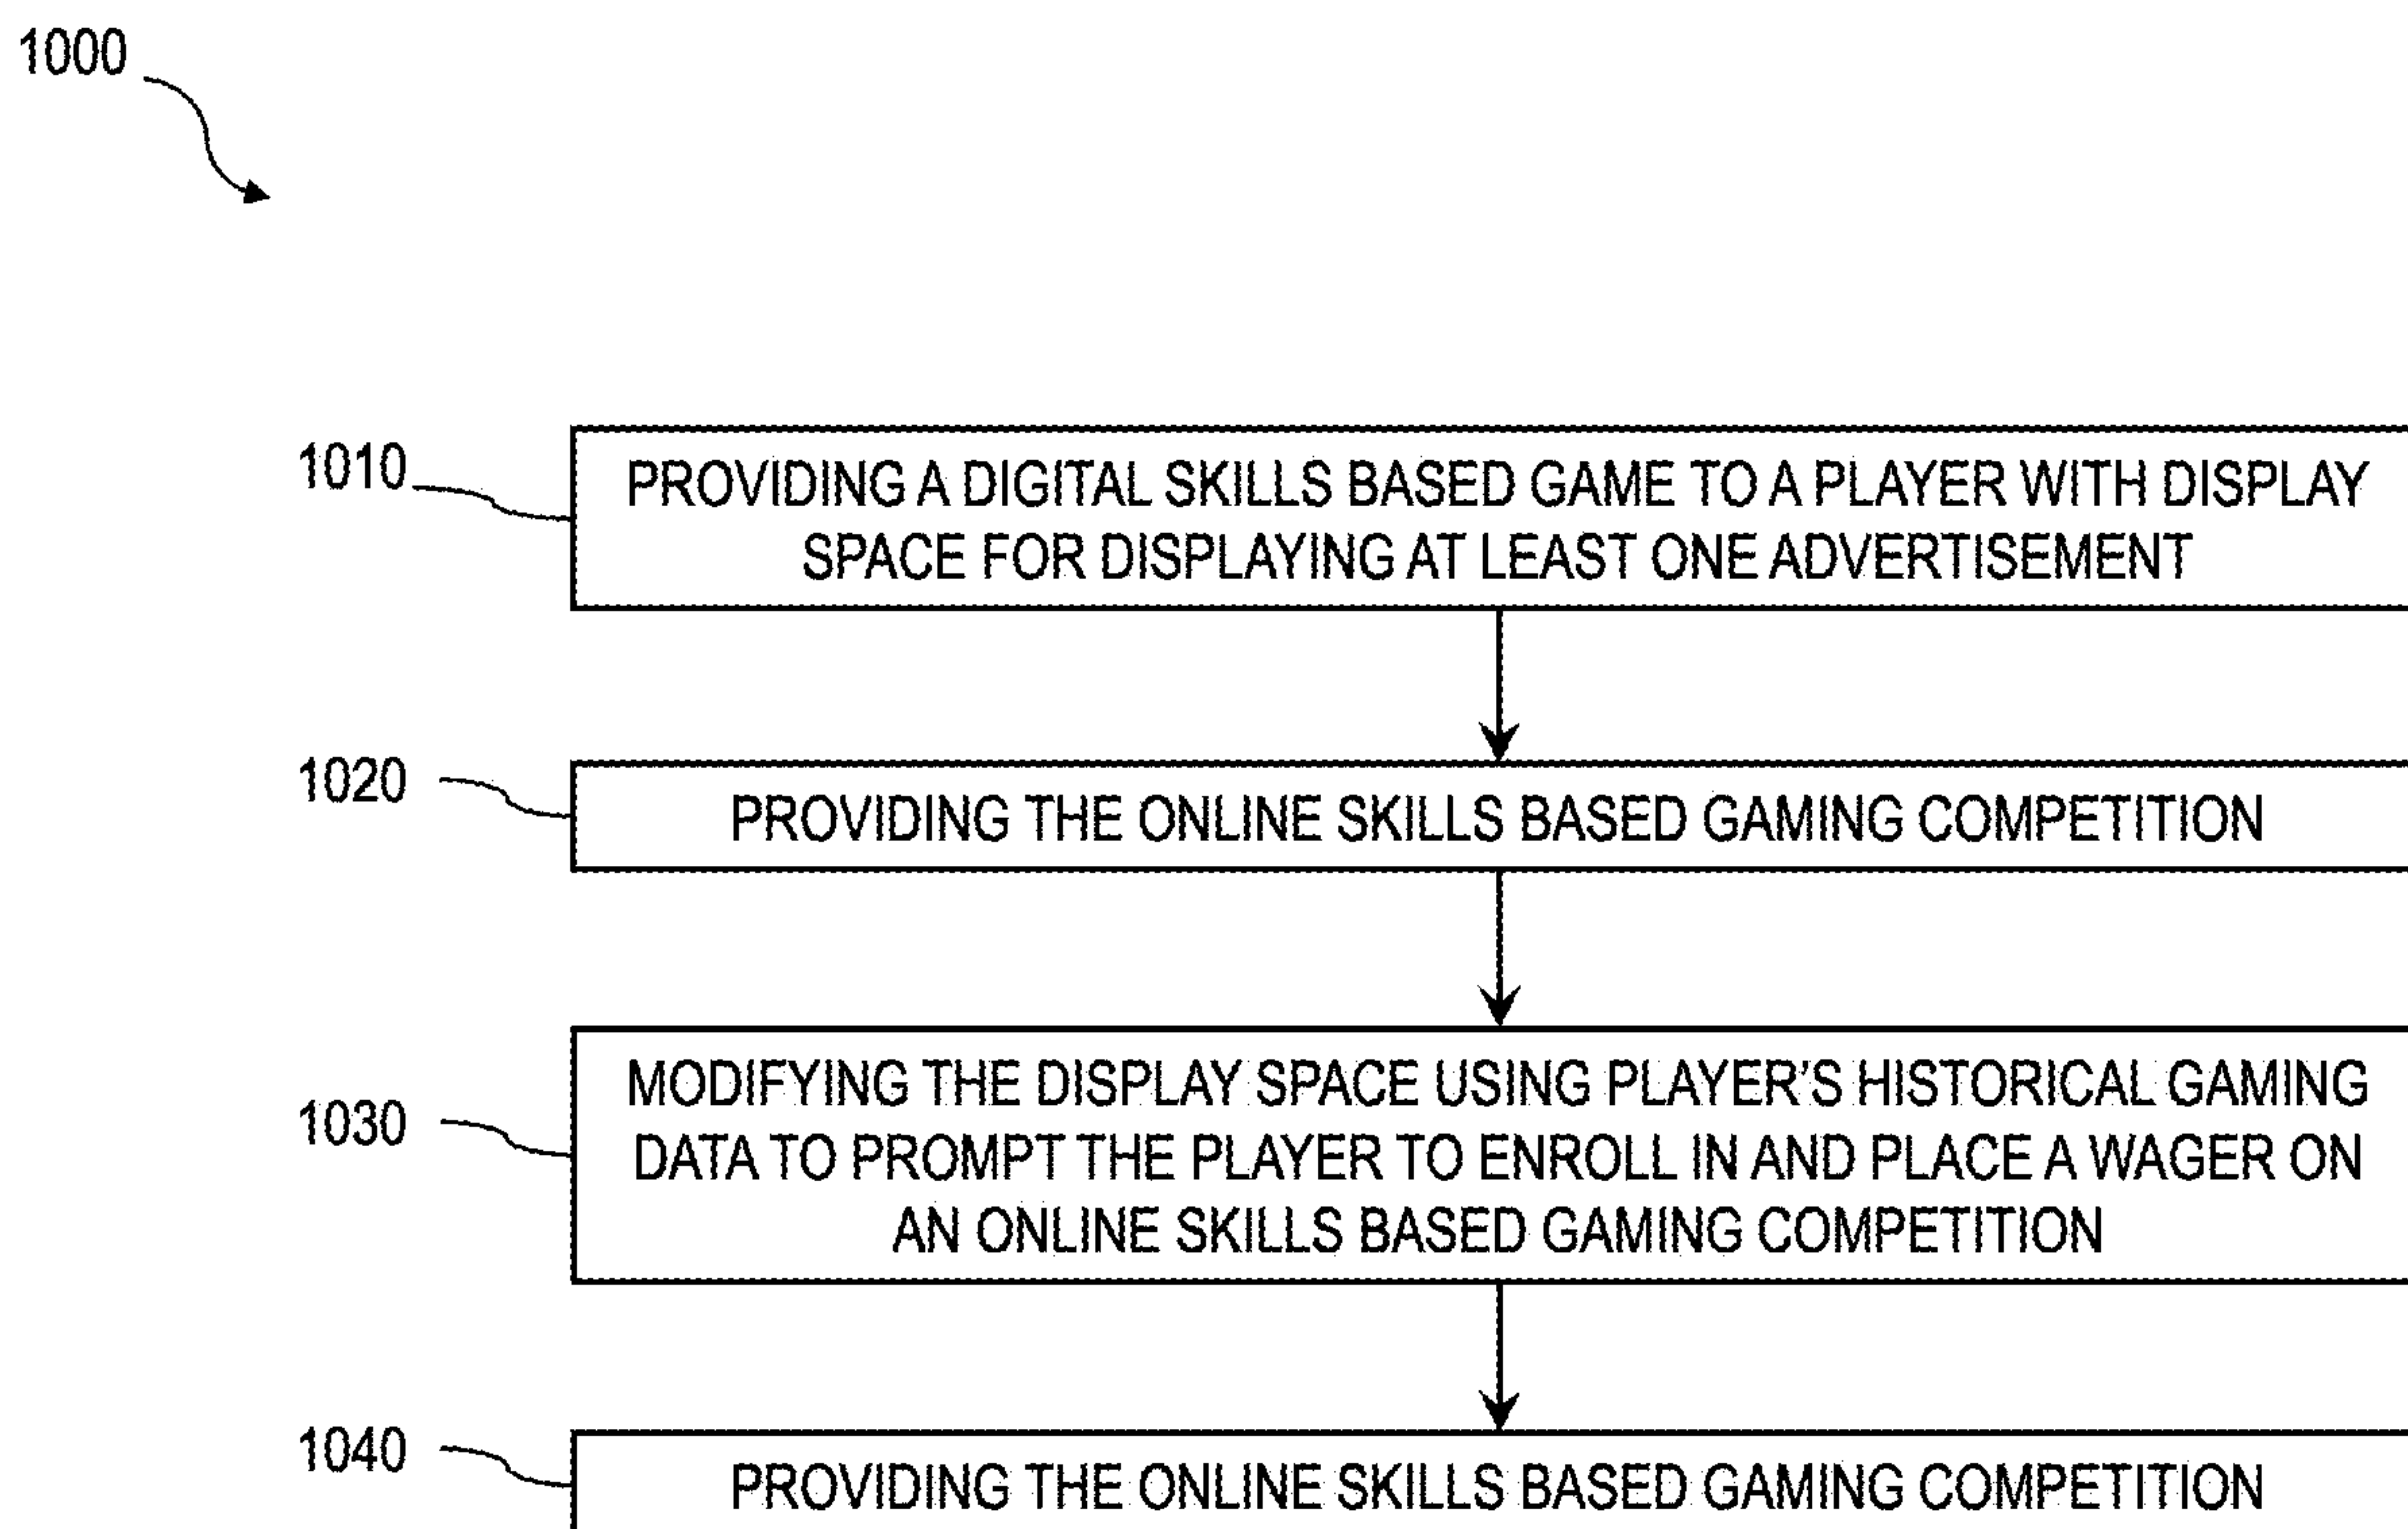 1000
1010
PROVIDING A DIGITAL SKILLS BASED GAME TO A PLAYER WITH DISPLAY
SPACE FOR DISPLAYING AT LEAST ONE ADVERTISEMENT
1020
PROVIDING THE ONLINE SKILLS BASED GAMING COMPETITION
1030
MODIFYING THE DISPLAY SPACE USING PLAYER'S HISTORICAL GAMING
DATA TO PROMPT THE PLAYER TO ENROLL IN AND PLACE A WAGER ON
AN ONLINE SKILLS BASED GAMING COMPETITION
1040
PROVIDING THE ONLINE SKILLS BASED GAMING COMPETITION